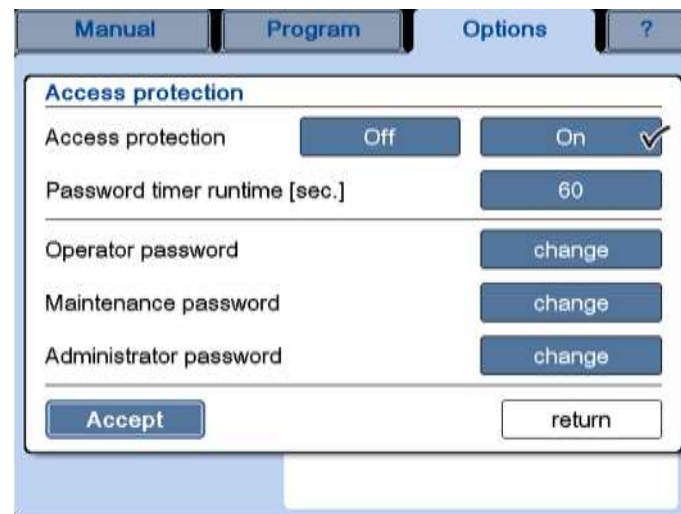 Manual Program Options ?
Access protection
Access protection Off On
Password timer runtime [sec.] 60
Operator password change
Maintenance password change
Administrator password change
Accept return